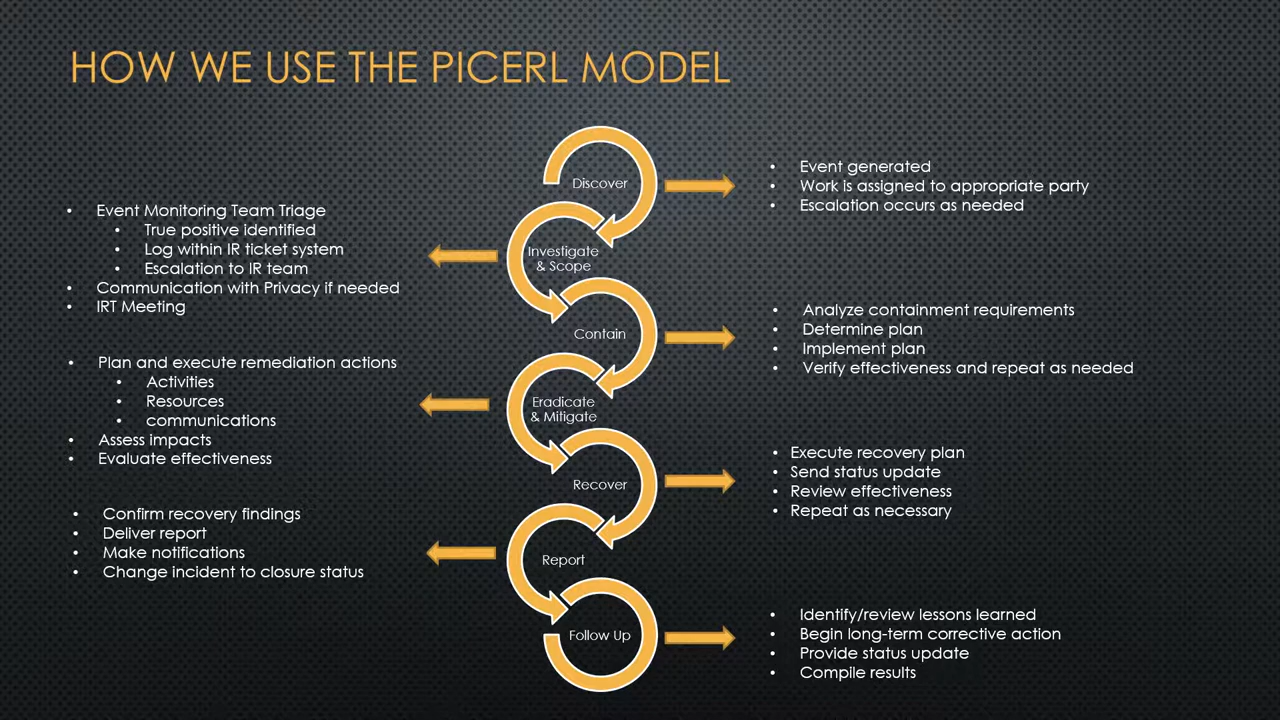 HOW WE USE THE PICERL MODEL
Discover
• Event generated
• Work is assigned to appropriate party
• Escalation occurs as needed
Investigate
& Scope
• Event Monitoring Team Triage
• True positive identified
• Log within IR ticket system
• Escalation to IR team
• Communication with Privacy if needed
• IRT Meeting
Contain
• Analyze containment requirements
• Determine plan
• Implement plan
• Verify effectiveness and repeat as needed
Eradicate
& Mitigate
• Plan and execute remediation actions
• Activities
• Resources
• communications
• Assess impacts
• Evaluate effectiveness
Recover
• Execute recovery plan
• Send status update
• Review effectiveness
• Repeat as necessary
Report
• Confirm recovery findings
• Deliver report
• Make notifications
• Change incident to closure status
Follow Up
• Identify/review lessons learned
• Begin long-term corrective action
• Provide status update
• Compile results